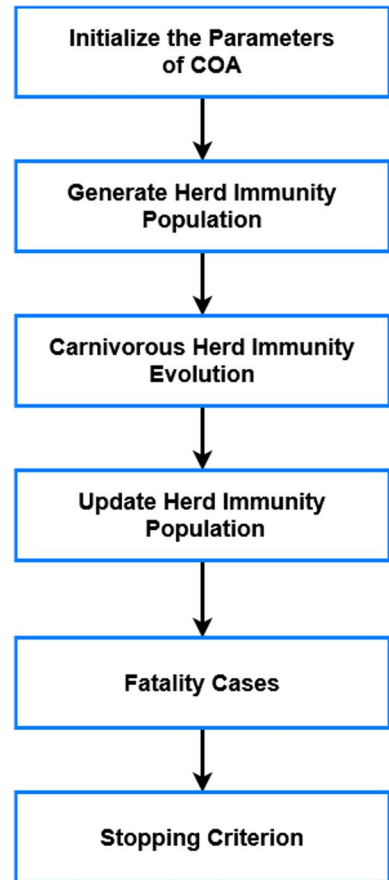 Initialize the Parameters
of COA
Generate Herd Immunity
Population
Carnivorous Herd Immunity
Evolution
Update Herd Immunity
Population
Fatality Cases
Stopping Criterion